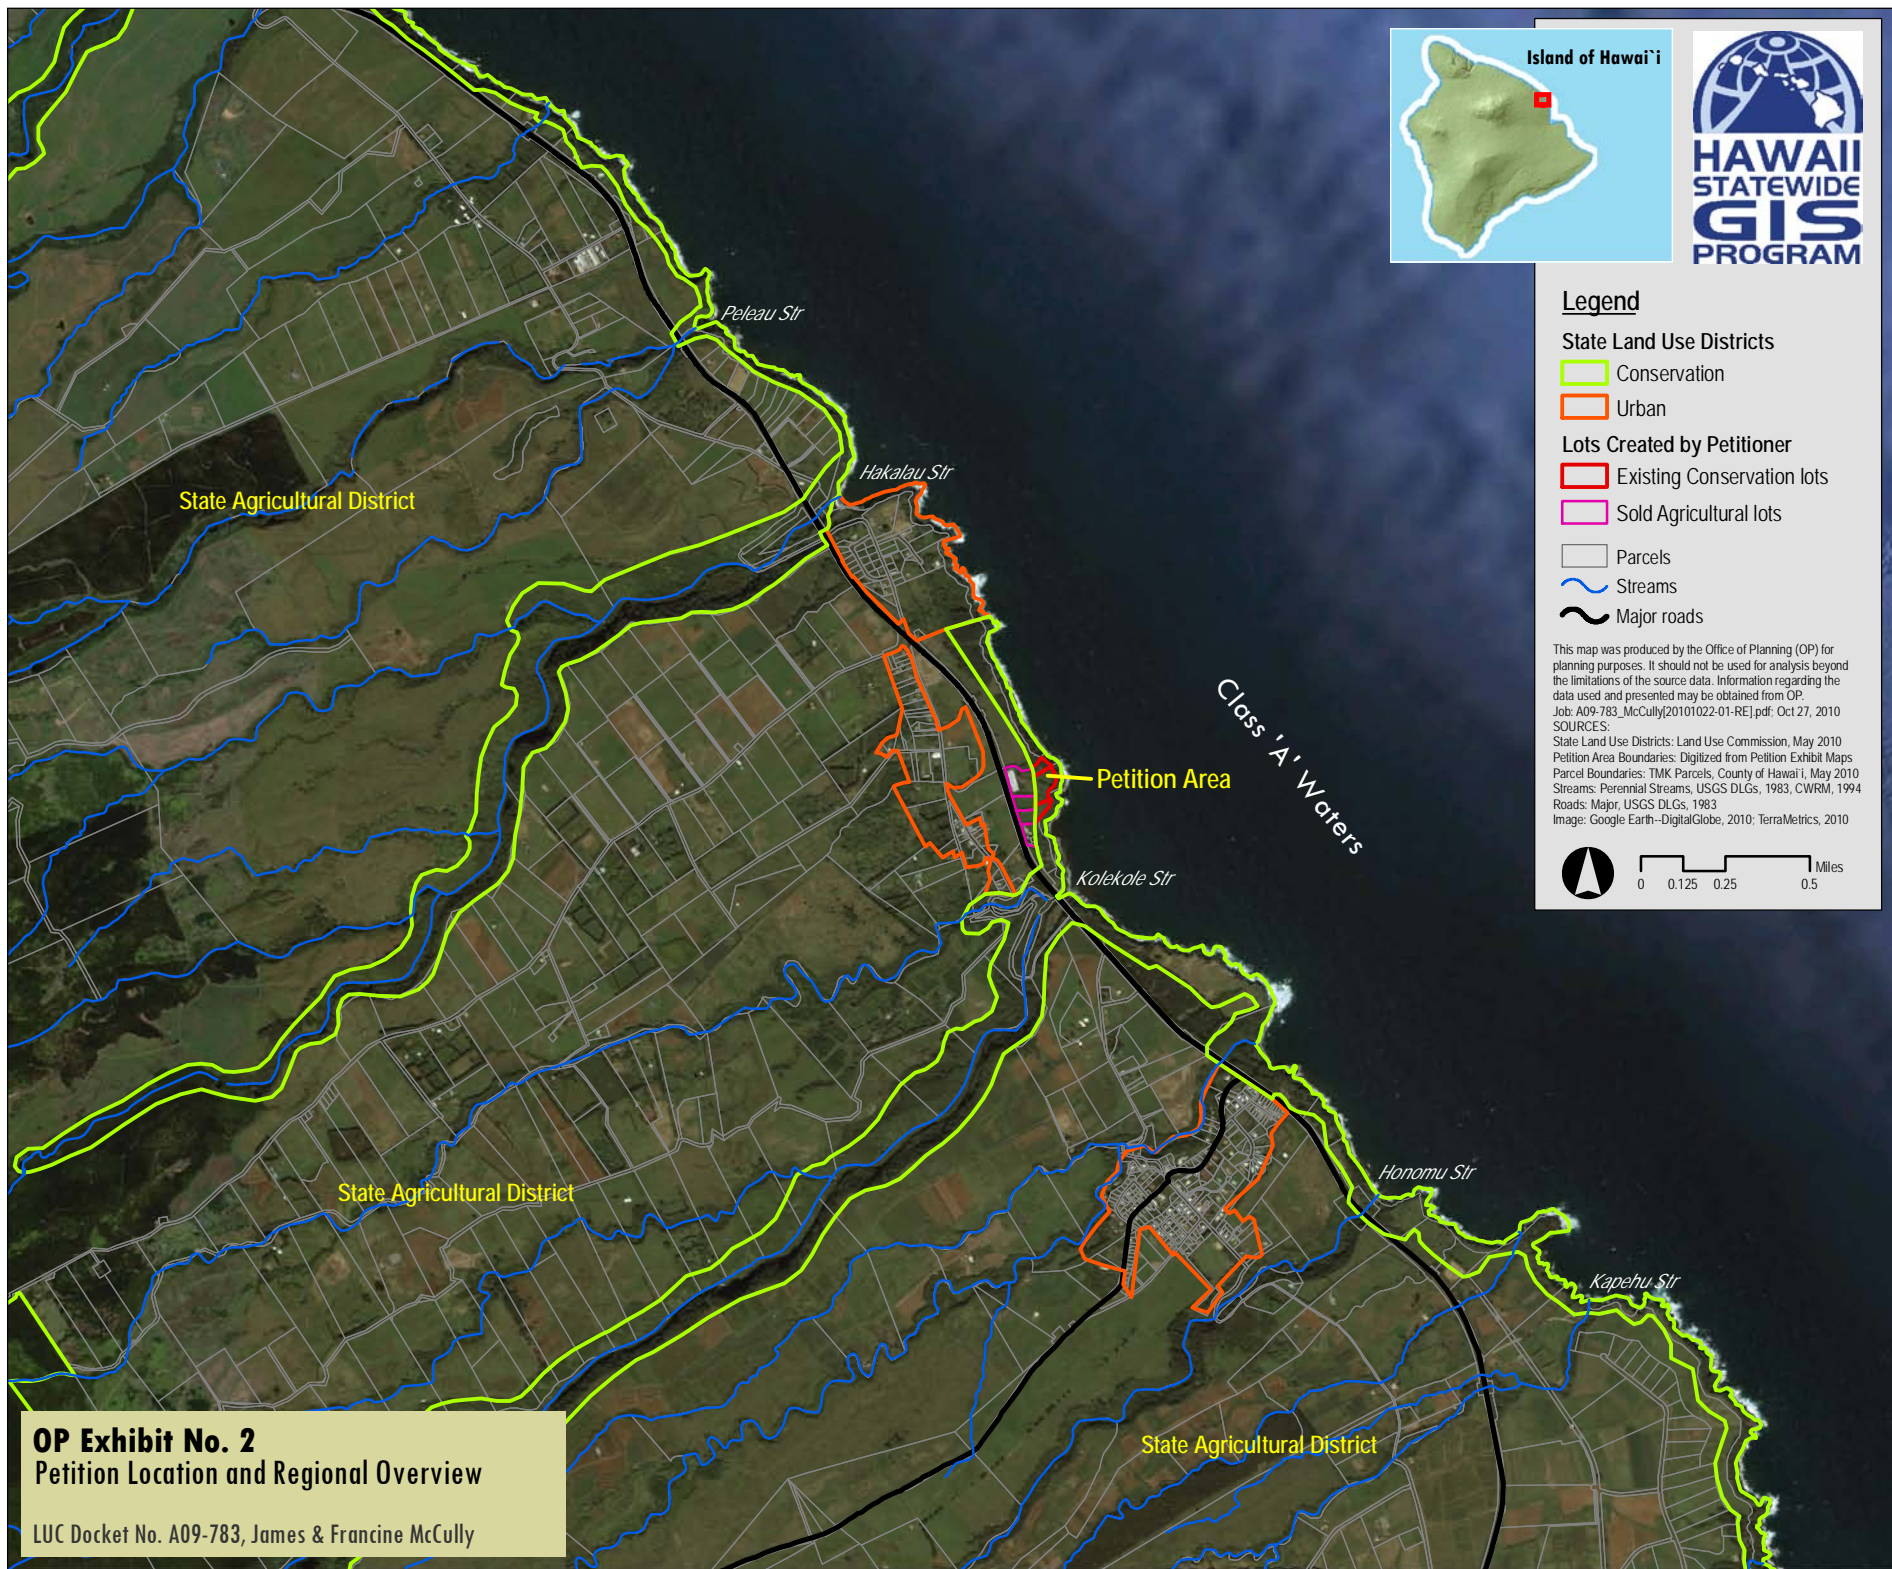 Island of Hawai`i
HAWAII
STATEWIDE
GIS
PROGRAM
Legend
State Land Use Districts
Conservation
Urban
Lots Created by Petitioner
Existing Conservation lots
Sold Agricultural lots
Parcels
Streams
Major roads
This map was produced by the Office of Planning (OP) for
planning purposes. It should not be used for analysis beyond
the limitations of the source data. Information regarding the
data used and presented may be obtained from OP.
Job: A09-783_McCully[20101022-01-RE].pdf; Oct 27, 2010
SOURCES:
State Land Use Districts: Land Use Commission, May 2010
Petition Area Boundaries: Digitized from Petition Exhibit Maps
Parcel Boundaries: TMK Parcels, County of Hawai`i, May 2010
Streams: Perennial Streams, USGS DLGs, 1983, CWRM, 1994
Roads: Major, USGS DLGs, 1983
Image: Google Earth--DigitalGlobe, 2010; TerraMetrics, 2010
Miles
0 0.125 0.25 0.5
Peleau Str
Hakalau Str
State Agricultural District
Class 'A' Waters
Petition Area
Kolekole Str
Honomu Str
State Agricultural District
Kapehu Str
State Agricultural District
OP Exhibit No. 2
Petition Location and Regional Overview
LUC Docket No. A09-783, James & Francine McCully